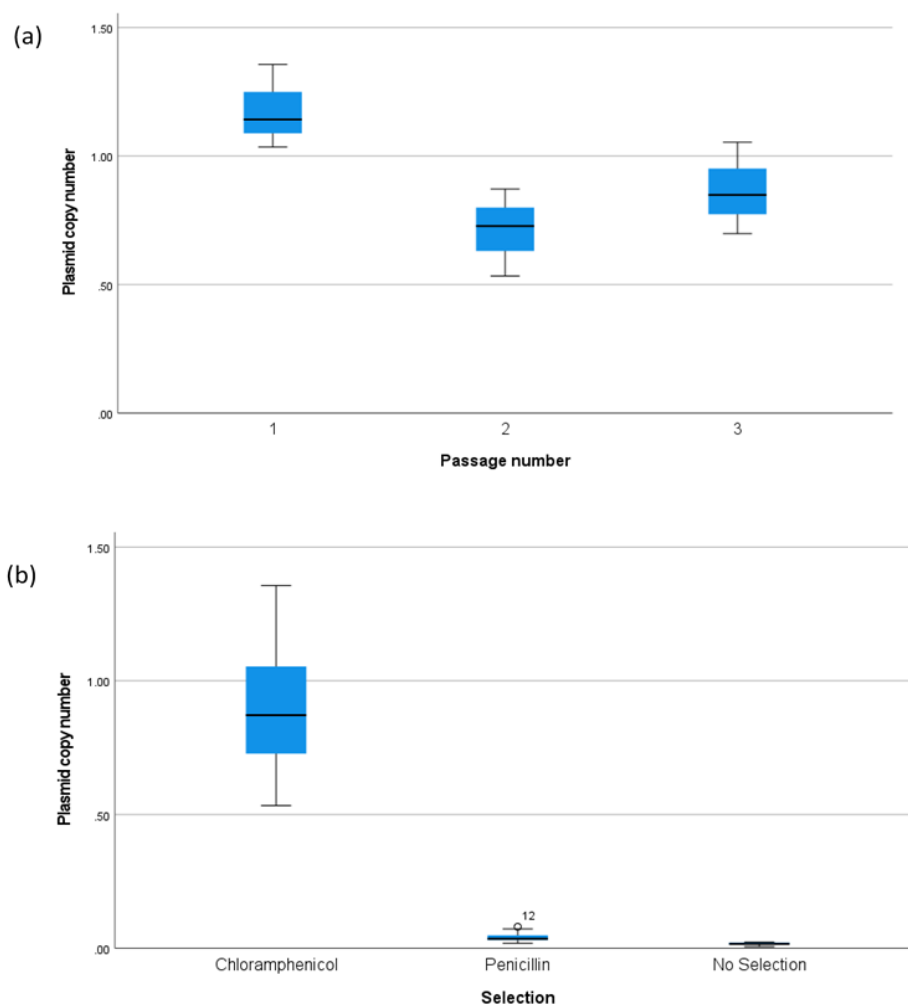 (a)
Plasmid copy number
1.50
1.00
.50
.00
1
2
3
Passage number
(b)
Plasmid copy number
1.50
1.00
.50
.00
12
Chloramphenicol
Penicillin
No Selection
Selection